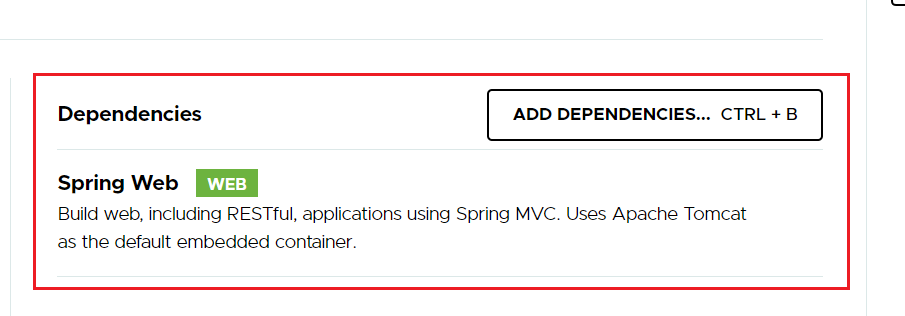 Dependencies
ADD DEPENDENCIES... CTRL + B
Spring Web WEB
Build web, including RESTful, applications using Spring MVC. Uses Apache Tomcat
as the default embedded container.